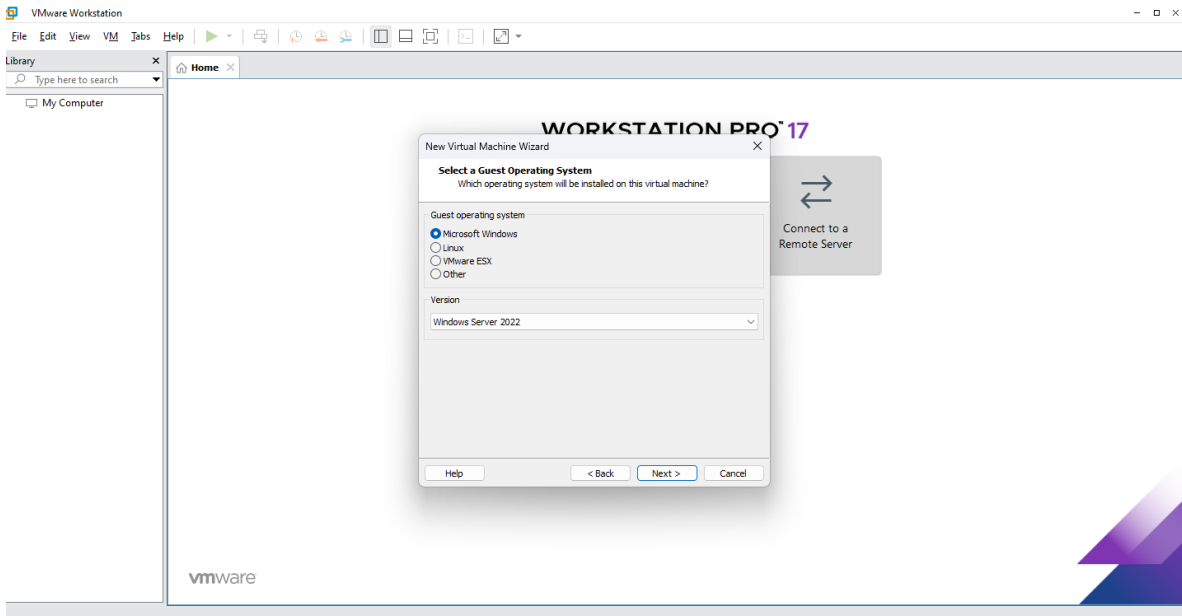 VMware Workstation
File Edit View VM Tabs Help
Library
Type here to search
My Computer
Home
WORKSTATION PRO™ 17
Connect to a
Remote Server
New Virtual Machine Wizard
Select a Guest Operating System
Which operating system will be installed on this virtual machine?
Guest operating system
Microsoft Windows
Linux
VMware ESX
Other
Version
Windows Server 2022
Help < Back Next > Cancel
vmware